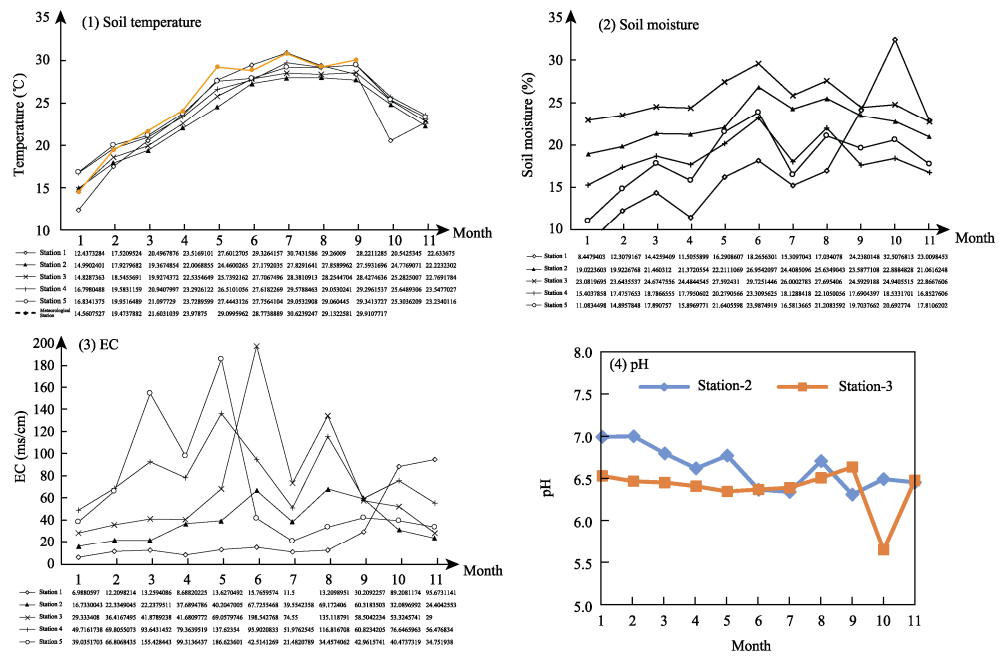 (1) Soil temperature
Temperature (℃)
35
30
25
20
15
10
1 2 3 4 5 6 7 8 9 10 11 Month
Station 1 12.4373284 17.5209524 20.4967876 23.5169101 27.6012705 29.3264157 30.7431586 29.26009 28.2211285 20.5421065 22.633675
Station 2 14.9902401 17.9279682 19.3674854 22.0068855 24.4600265 27.1792035 27.8291641 27.8589962 27.5931696 24.7769071 22.2232302
Station 3 14.8287363 18.5455691 19.9274372 22.5354649 25.7392162 27.7067496 28.3810913 28.2544704 28.4274636 25.2825007 22.7691784
Station 4 16.7980488 19.5831159 20.9407997 23.2926122 26.5101056 27.6182269 29.5788463 29.0530241 29.2961537 25.4689306 23.5477027
Station 5 16.8341375 19.9516489 21.097729 23.7289599 27.4443126 27.7564104 29.0532908 29.060445 29.3413727 25.3036209 23.2340116
Meteorological
Station 14.5607527 19.4737882 21.6031039 23.97875 29.0995962 28.7738889 30.6239247 29.1322581 29.9107717
(2) Soil moisture
Soil moisture (%)
35
30
25
20
15
10
1 2 3 4 5 6 7 8 9 10 11 Month
Station 1 8.4479403 12.3079167 14.4259409 11.5055899 16.2908607 18.2656351 15.3097043 17.034078 24.2380148 32.5076813 23.0098453
Station 2 19.0223603 19.9226768 21.460312 21.3720554 22.2111069 26.9542097 24.4085096 25.6349043 23.5877108 22.8884828 21.0616248
Station 3 23.0819695 23.6435537 24.6747556 24.4844545 27.592431 29.7251446 26.0002783 27.7695406 24.5929188 24.9405515 22.8667606
Station 4 15.4037858 17.4737653 18.7866555 17.7950602 20.2790566 23.3095625 18.1288418 22.1050056 17.6904397 18.5331701 16.8527606
Station 5 11.0834498 14.8957848 17.890757 15.8969771 21.6405598 23.9874919 16.5813665 21.2083592 19.7037662 20.692774 17.8106202
(3) EC
EC (ms/cm)
200
180
160
140
120
100
80
60
40
20
0
1 2 3 4 5 6 7 8 9 10 11 Month
Station 1 6.9880597 12.2098214 13.2594086 8.68820225 13.6270492 15.7659574 11.5 13.2098951 30.2092257 89.2081174 95.6731141
Station 2 16.7330043 22.3349045 22.2379511 37.6894786 40.2047005 67.7255468 39.5542358 69.172406 60.3183503 32.0896992 24.4042553
Station 3 29.333408 36.4167495 41.8789238 41.6809772 69.0579746 198.542768 74.55 135.118791 58.5042234 53.3245741 29
Station 4 49.7161738 69.8055073 93.6431452 79.3639519 137.62354 95.9020833 51.9762545 116.816708 60.8234205 76.6465963 56.476834
Station 5 39.0351703 66.8068435 155.428443 99.3136437 186.623601 42.5141269 21.4820789 34.4574062 42.9615741 40.4737319 34.751938
(4) pH
Station-2 Station-3
pH
8.0
7.5
7.0
6.5
6.0
5.5
5.0
1 2 3 4 5 6 7 8 9 10 11
Month